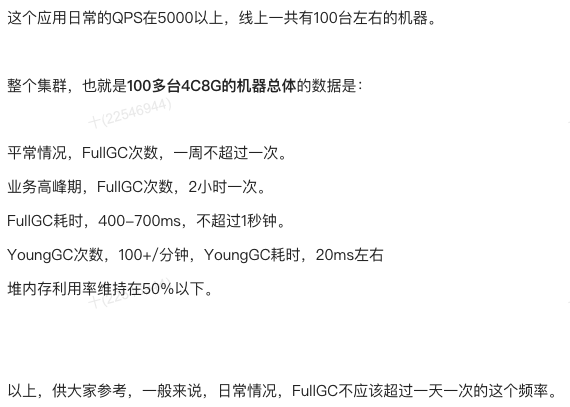 这个应用日常的QPS在5000以上，线上一共有100台左右的机器。
整个集群，也就是100多台4C8G的机器总体的数据是：
十(22546944)
平常情况，FullGC次数，一周不超过一次。
业务高峰期，FullGC次数，2小时一次。
FullGC耗时，400-700ms，不超过1秒钟。
YoungGC次数，100+/分钟，YoungGC耗时，20ms左右
堆内存利用率维持在50%以下。
以上，供大家参考，一般来说，日常情况，FullGC不应该超过一天一次的这个频率。